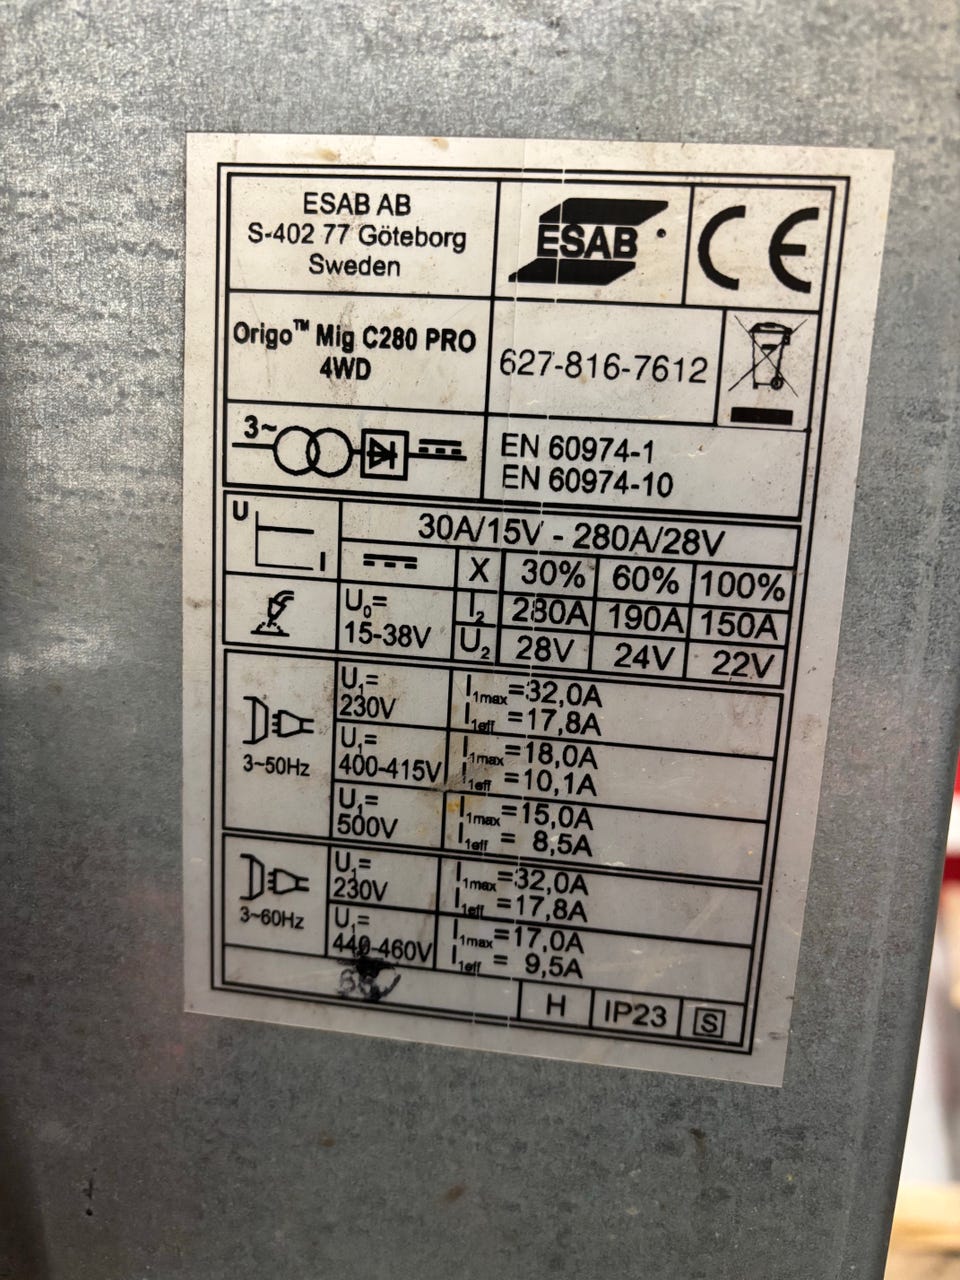 ESAB AB
S-402 77 Göteborg
Sweden
ESAB
CE
Origo™ Mig C280 PRO
4WD
627-816-7612
3~
EN 60974-1
EN 60974-10
U
I
30A/15V - 280A/28V
X 30% 60% 100%
U₀=
15-38V
I₂ 280A 190A 150A
U₂ 28V 24V 22V
3~50Hz
U₁=
230V
I₁max=32,0A
I₁eff =17,8A
U₁=
400-415V
I₁max=18,0A
I₁eff =10,1A
U₁=
500V
I₁max=15,0A
I₁eff = 8,5A
3~60Hz
U₁=
230V
I₁max=32,0A
I₁eff =17,8A
U₁=
440-460V
I₁max=17,0A
I₁eff = 9,5A
H IP23 S